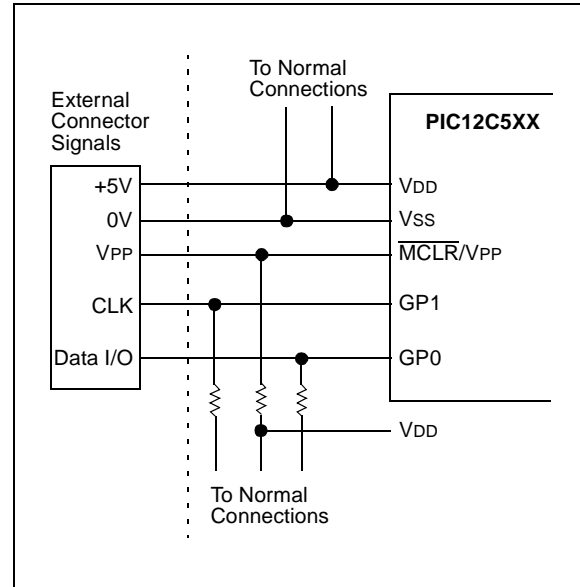 To Normal
Connections
External
Connector
Signals
PIC12C5XX
+5V
VDD
0V
VSS
VPP
MCLR/VPP
CLK
GP1
Data I/O
GP0
VDD
To Normal
Connections